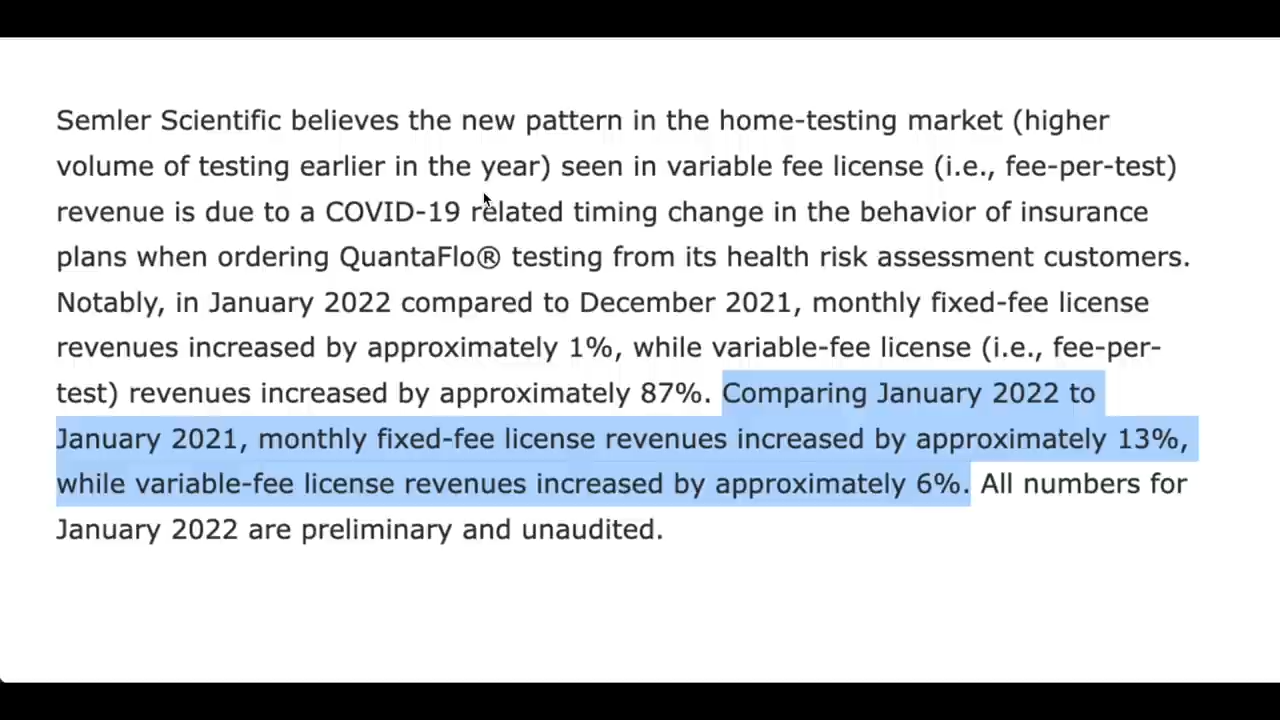 Semler Scientific believes the new pattern in the home-testing market (higher
volume of testing earlier in the year) seen in variable fee license (i.e., fee-per-test)
revenue is due to a COVID-19 related timing change in the behavior of insurance
plans when ordering QuantaFlo® testing from its health risk assessment customers.
Notably, in January 2022 compared to December 2021, monthly fixed-fee license
revenues increased by approximately 1%, while variable-fee license (i.e., fee-per-
test) revenues increased by approximately 87%. Comparing January 2022 to
January 2021, monthly fixed-fee license revenues increased by approximately 13%,
while variable-fee license revenues increased by approximately 6%. All numbers for
January 2022 are preliminary and unaudited.